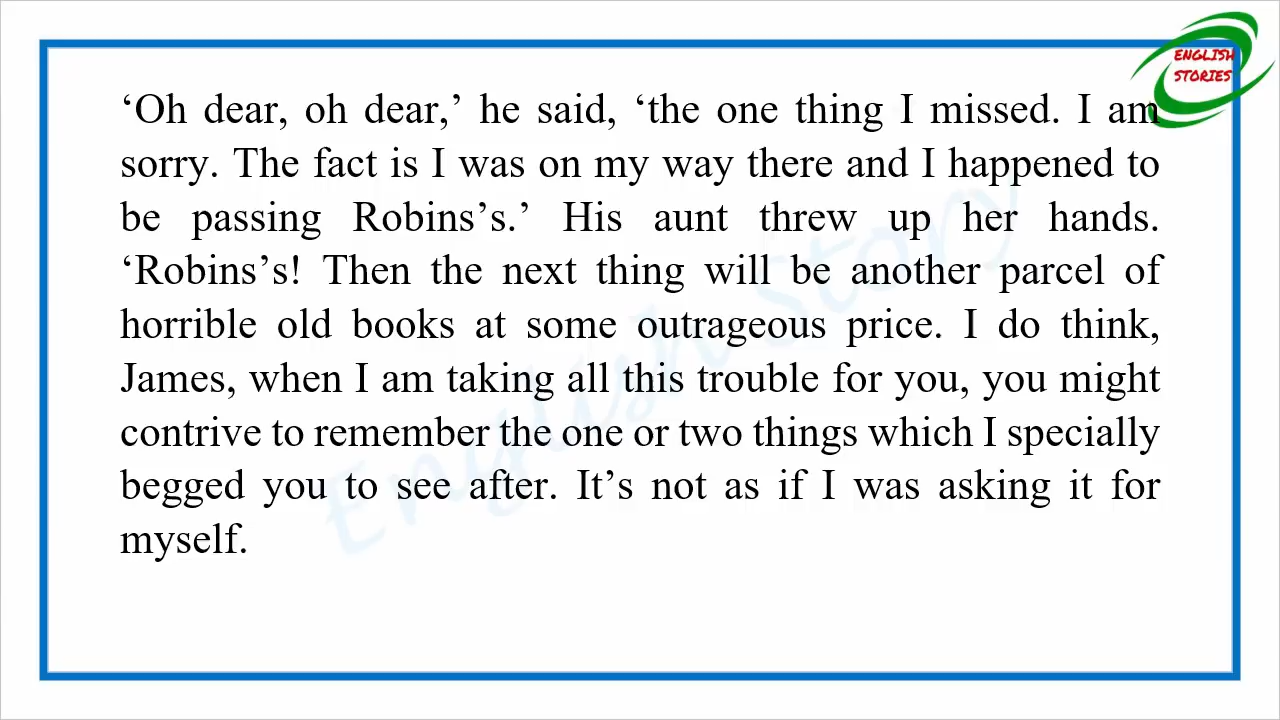 ENGLISH
STORIES
‘Oh dear, oh dear,’ he said, ‘the one thing I missed. I am
sorry. The fact is I was on my way there and I happened to
be passing Robins’s.’ His aunt threw up her hands.
‘Robins’s! Then the next thing will be another parcel of
horrible old books at some outrageous price. I do think,
James, when I am taking all this trouble for you, you might
contrive to remember the one or two things which I specially
begged you to see after. It’s not as if I was asking it for
myself.
English Story